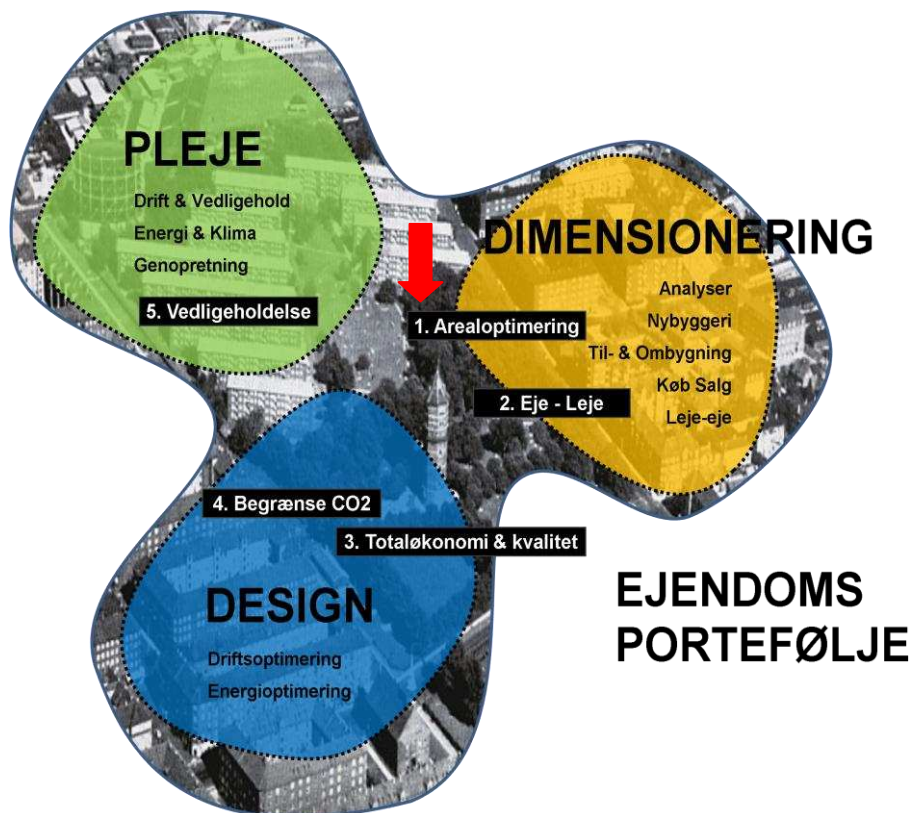 PLEJE
Drift & Vedligehold
Energi & Klima
Genopretning
5. Vedligeholdelse
DIMENSIONERING
Analyser
Nybyggeri
Til- & Ombygning
Køb Salg
Leje-eje
1. Arealoptimering
2. Eje - Leje
4. Begrænse CO2
3. Totaløkonomi & kvalitet
DESIGN
Driftsoptimering
Energioptimering
EJENDOMS
PORTEFØLJE